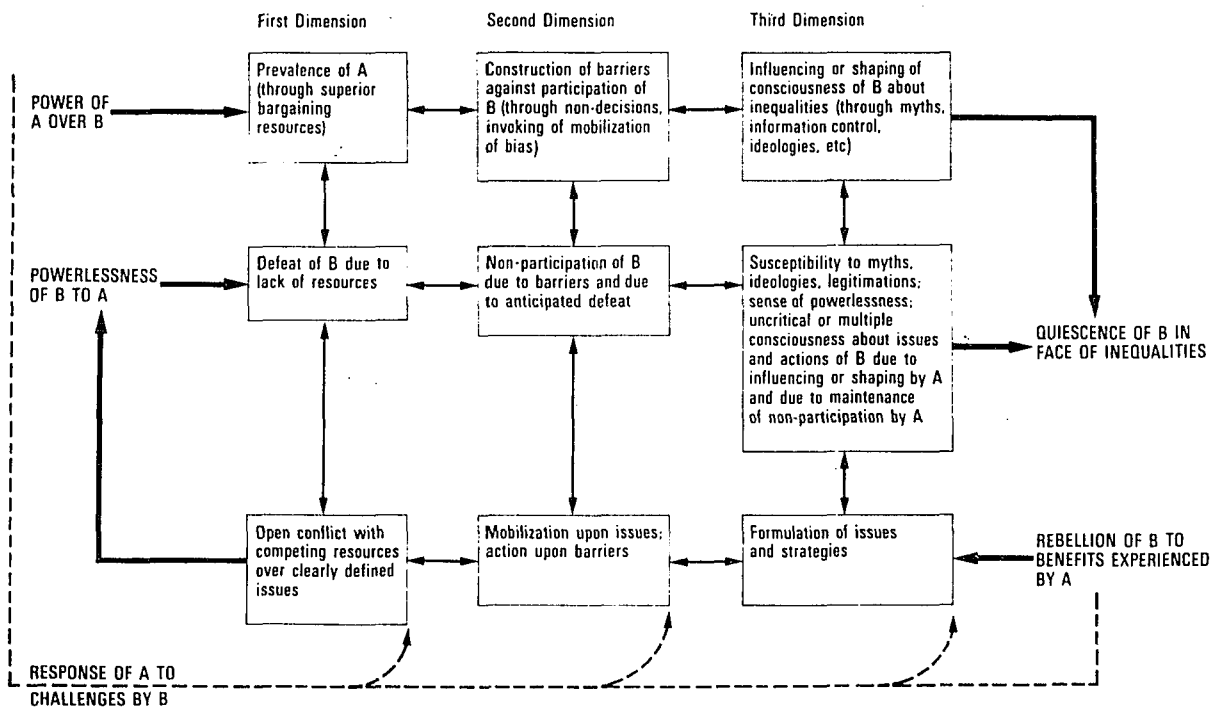 First Dimension
Second Dimension
Third Dimension
POWER OF
A OVER B
Prevalence of A
(through superior
bargaining
resources)
Construction of barriers
against participation of
B (through non-decisions,
invoking of mobilization
of bias)
Influencing or shaping of
consciousness of B about
inequalities (through myths,
information control,
ideologies, etc)
POWERLESSNESS
OF B TO A
Defeat of B due to
lack of resources
Non-participation of B
due to barriers and due
to anticipated defeat
Susceptibility to myths,
ideologies, legitimations;
sense of powerlessness;
uncritical or multiple
consciousness about issues
and actions of B due to
influencing or shaping by A
and due to maintenance
of non-participation by A
QUIESCENCE OF B IN
FACE OF INEQUALITIES
Open conflict with
competing resources
over clearly defined
issues
Mobilization upon issues;
action upon barriers
Formulation of issues
and strategies
REBELLION OF B TO
BENEFITS EXPERIENCED
BY A
RESPONSE OF A TO
CHALLENGES BY B